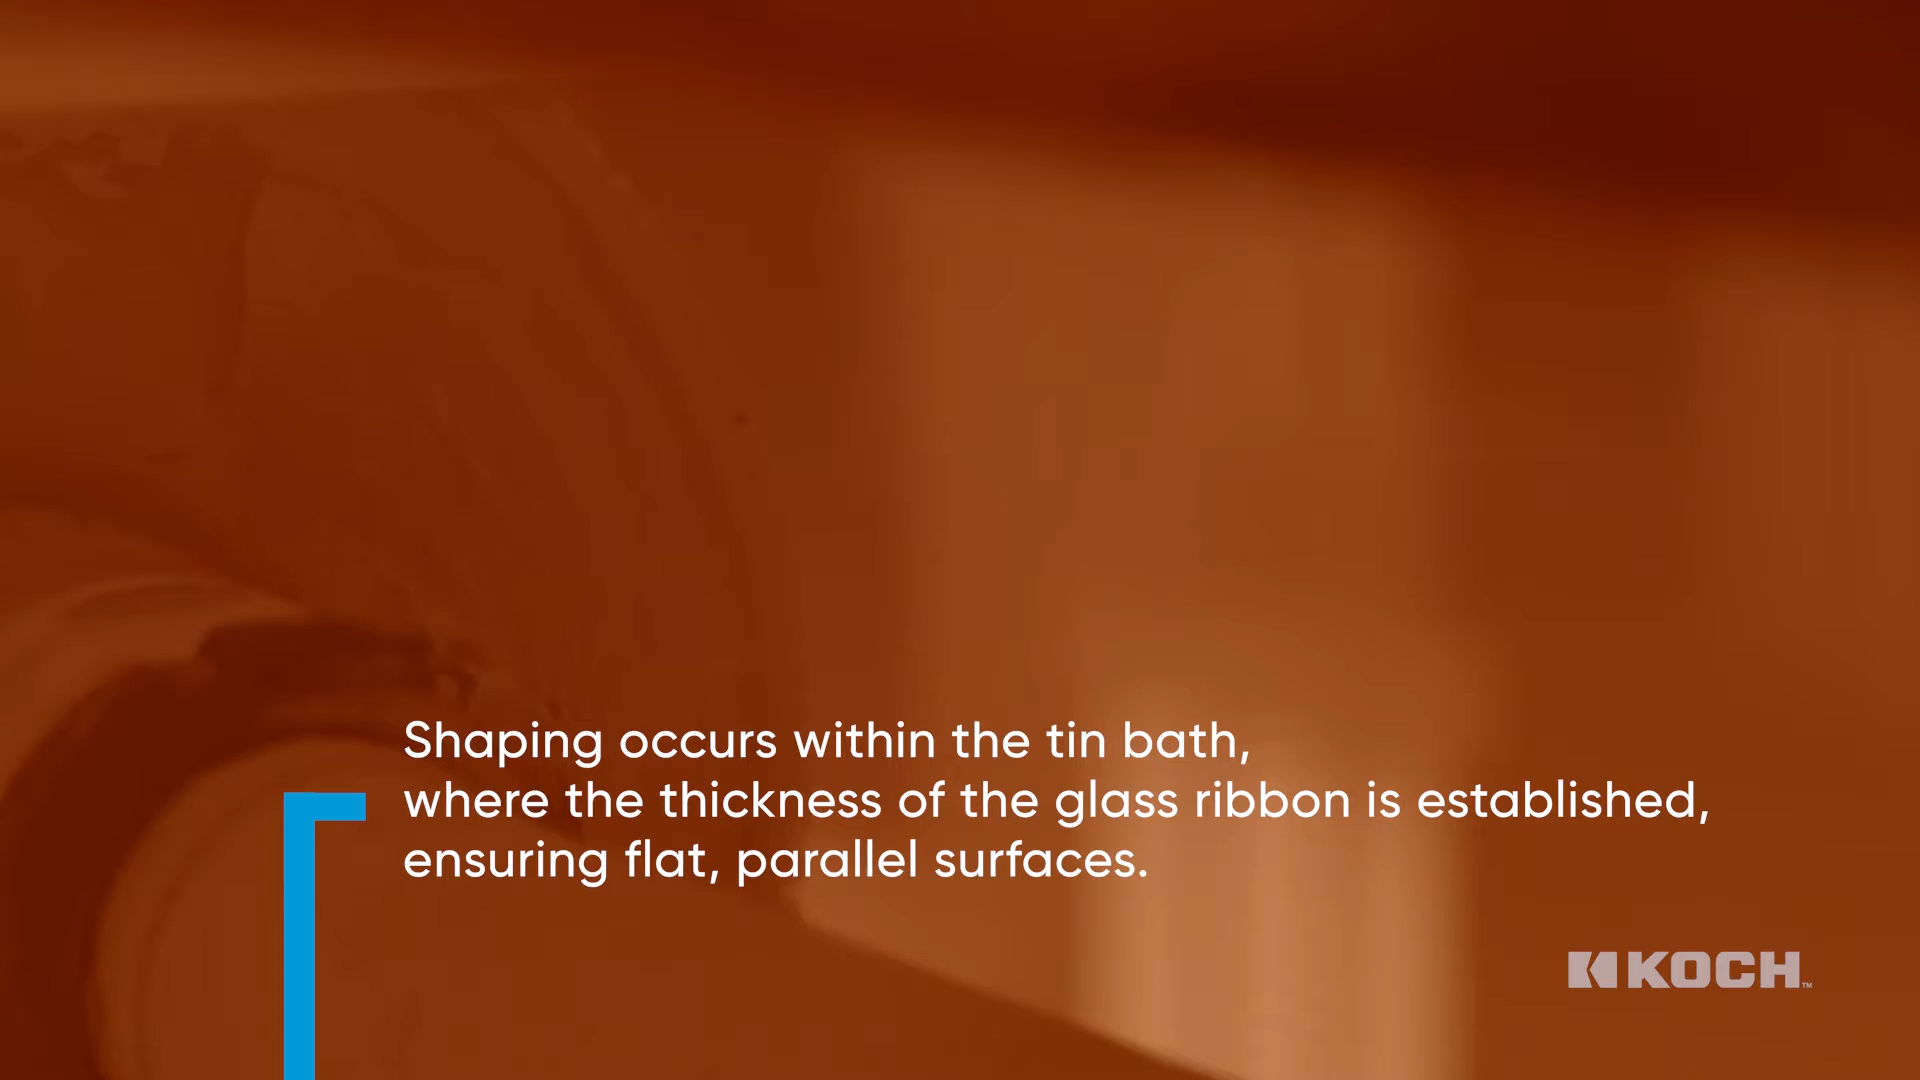 Shaping occurs within the tin bath,
where the thickness of the glass ribbon is established,
ensuring flat, parallel surfaces.
KOCH™